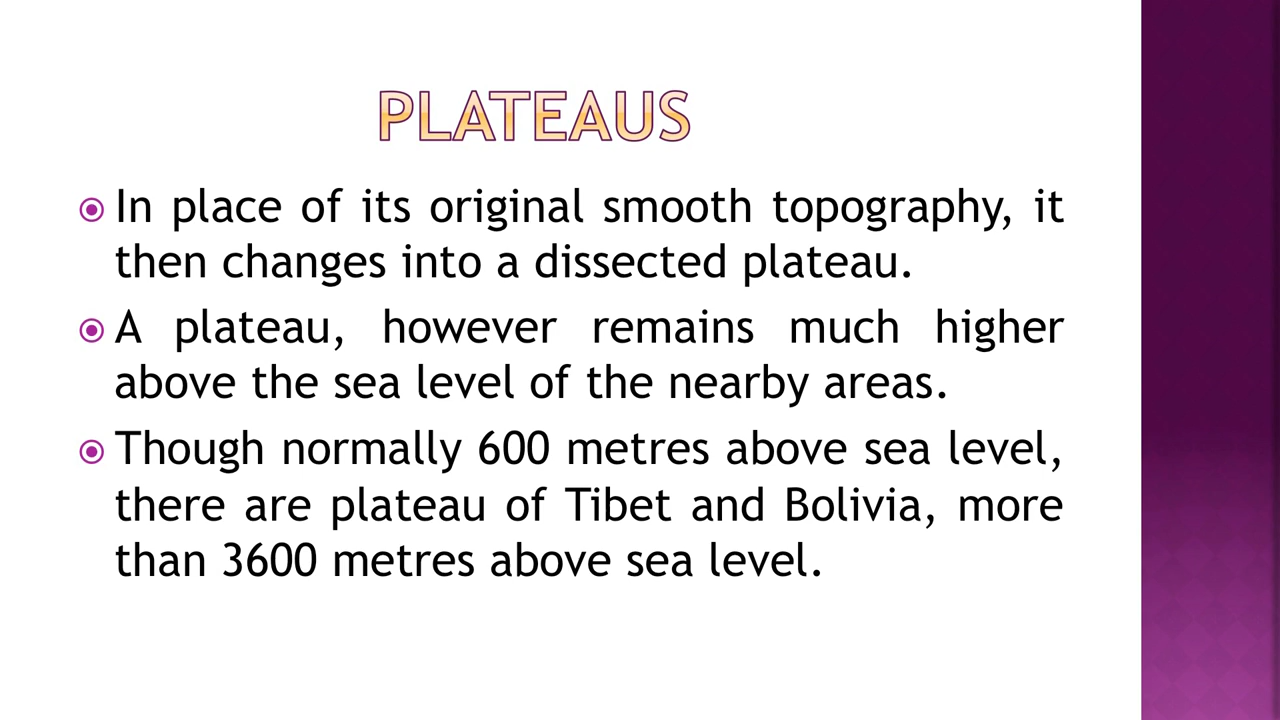 PLATEAUS
In place of its original smooth topography, it
then changes into a dissected plateau.
A plateau, however remains much higher
above the sea level of the nearby areas.
Though normally 600 metres above sea level,
there are plateau of Tibet and Bolivia, more
than 3600 metres above sea level.